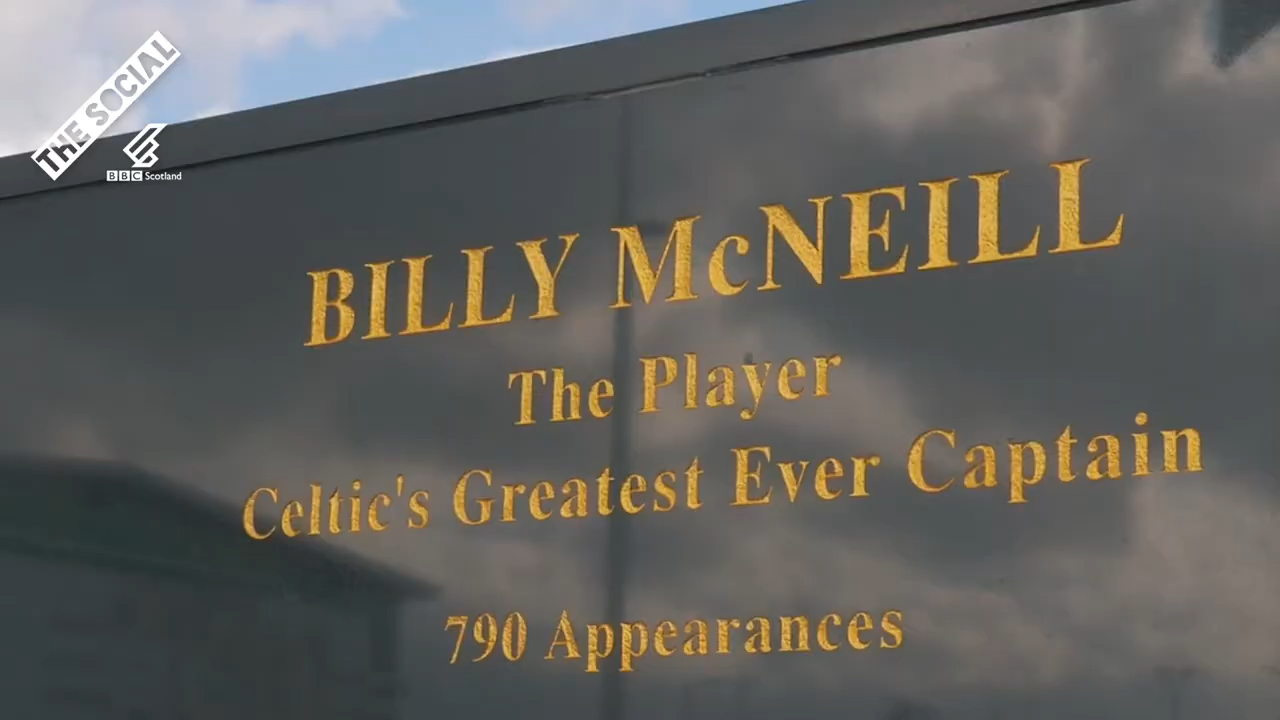 THE SOCIAL
BBC Scotland
BILLY McNEILL
The Player
Celtic's Greatest Ever Captain
790 Appearances